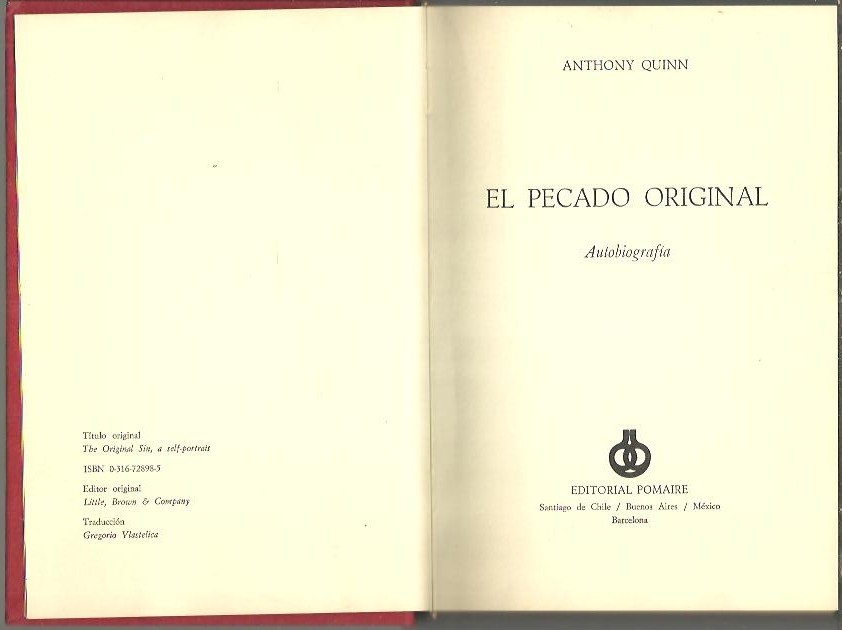 Título original
The Original Sin, a self-portrait
ISBN 0-316-72898-5
Editor original
Little, Brown & Company
Traducción
Gregorio Vlastelica
ANTHONY QUINN
EL PECADO ORIGINAL
Autobiografía
EDITORIAL POMAIRE
Santiago de Chile / Buenos Aires / México
Barcelona